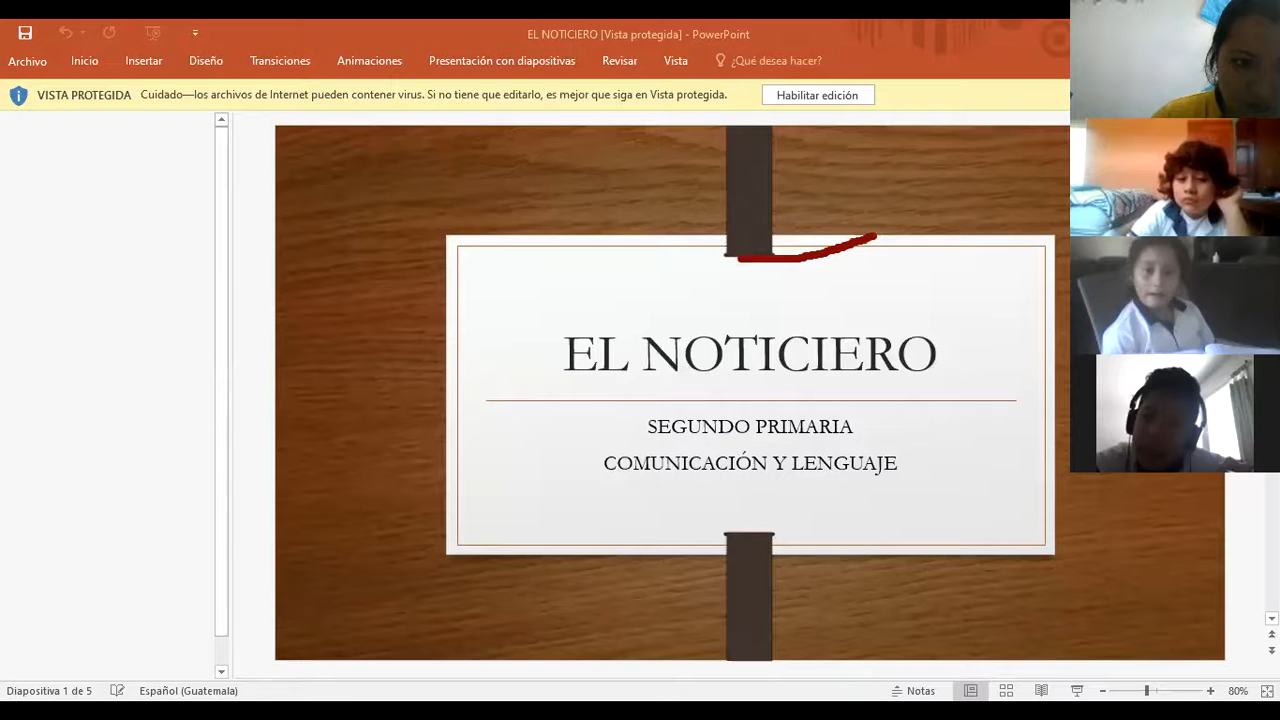 EL NOTICIERO [Vista protegida] - PowerPoint
Archivo Inicio Insertar Diseño Transiciones Animaciones Presentación con diapositivas Revisar Vista ¿Qué desea hacer?
VISTA PROTEGIDA Cuidado—los archivos de Internet pueden contener virus. Si no tiene que editarlo, es mejor que siga en Vista protegida. Habilitar edición
EL NOTICIERO
SEGUNDO PRIMARIA
COMUNICACIÓN Y LENGUAJE
Diapositiva 1 de 5 Español (Guatemala) Notas 80%